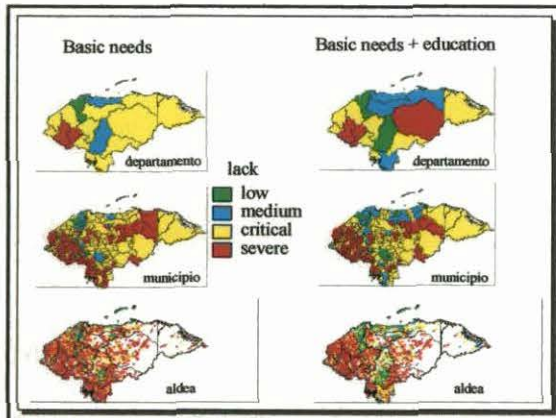 Basic needs
Basic needs + education
departamento
departamento
lack
low
medium
critical
severe
municipio
municipio
aldea
aldea